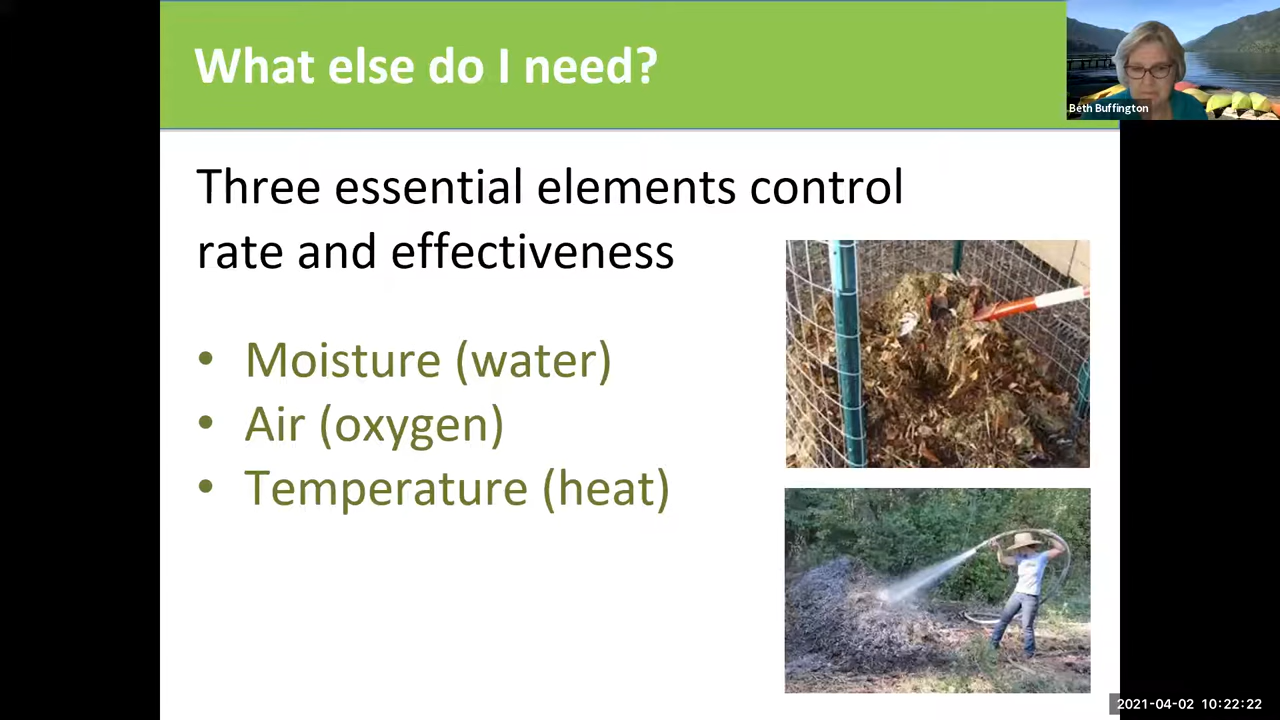 What else do I need?
Beth Buffington
Three essential elements control
rate and effectiveness
• Moisture (water)
• Air (oxygen)
• Temperature (heat)
2021-04-02 10:22:22